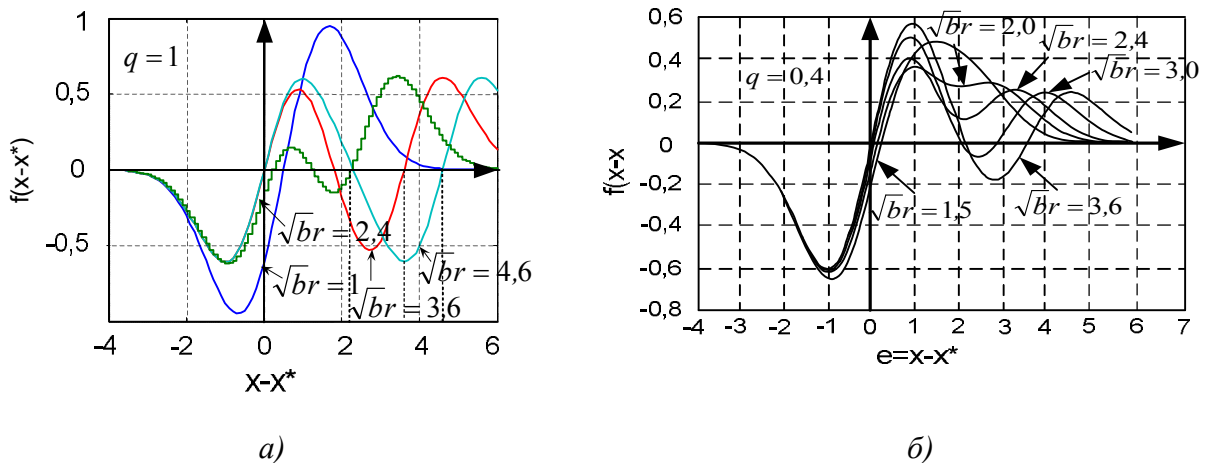 1
q = 1
0,5
0
-0,5
f(x-x*)
√br = 2,4
√br = 1
√br = 3,6
√br = 4,6
-4 -2 0 2 4 6
x-x*
а)
0,6
0,4
0,2
0
-0,2
-0,4
-0,6
-0,8
f(x-x
q = 0,4
√br = 2,0
√br = 2,4
√br = 3,0
√br = 1,5
√br = 3,6
-4 -3 -2 -1 0 1 2 3 4 5 6 7
e=x-x*
б)